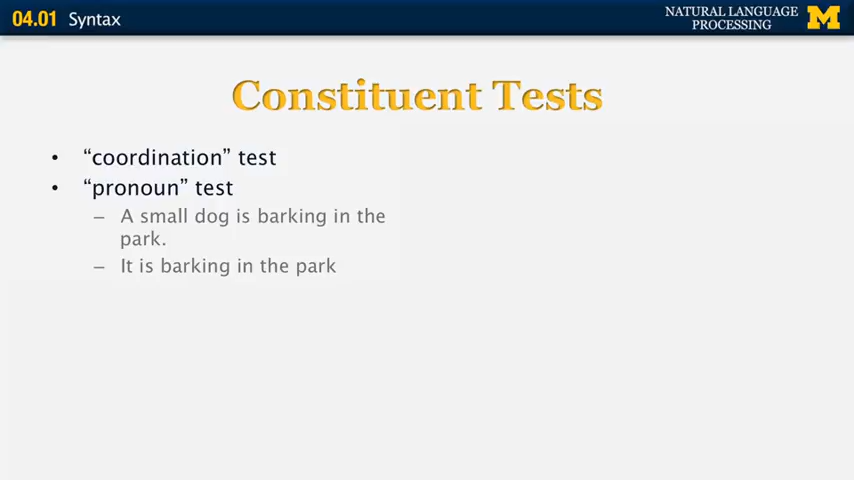 04.01 Syntax
NATURAL LANGUAGE
PROCESSING
M
Constituent Tests
• “coordination” test
• “pronoun” test
– A small dog is barking in the
park.
– It is barking in the park